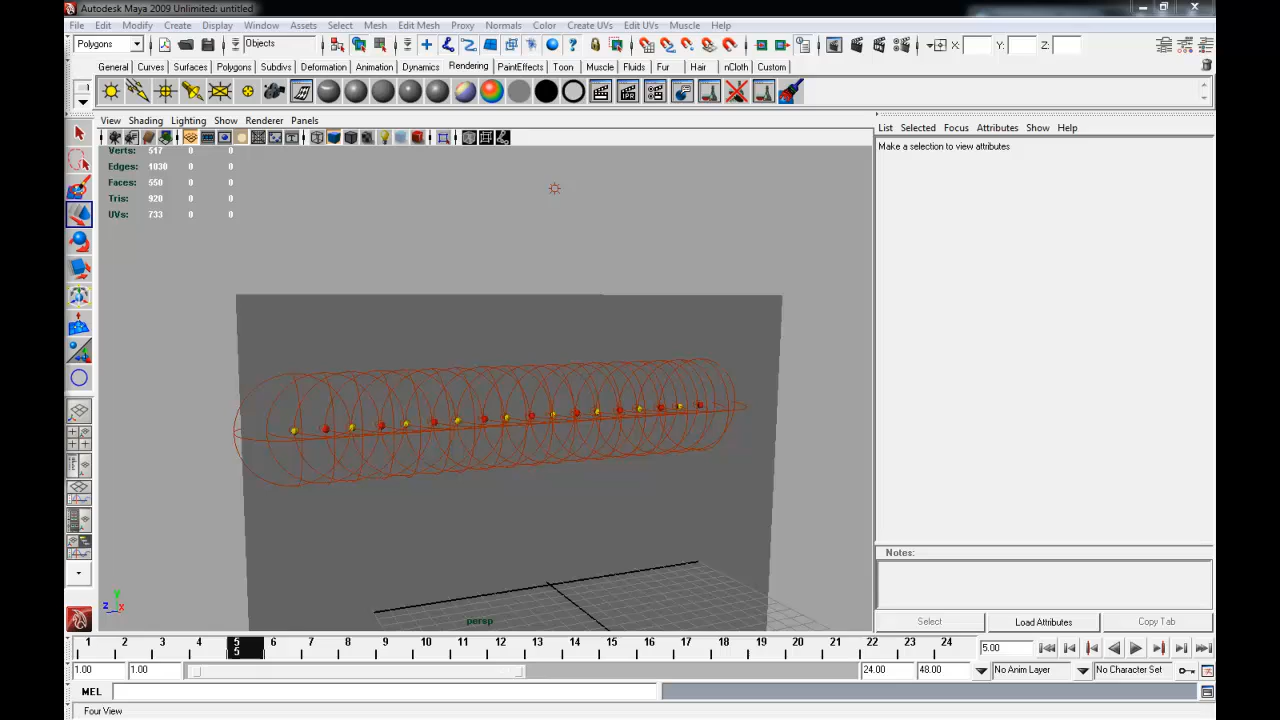 Autodesk Maya 2009 Unlimited: untitled
File Edit Modify Create Display Window Assets Select Mesh Edit Mesh Proxy Normals Color Create UVs Edit UVs Muscle Help
Polygons Objects X: Y: Z:
General Curves Surfaces Polygons Subdivs Deformation Animation Dynamics Rendering PaintEffects Toon Muscle Fluids Fur Hair nCloth Custom
View Shading Lighting Show Renderer Panels
List Selected Focus Attributes Show Help
Make a selection to view attributes
Verts: 517 0 0
Edges: 1030 0 0
Faces: 550 0 0
Tris: 920 0 0
UVs: 733 0 0
Notes:
persp
Select Load Attributes Copy Tab
1 2 3 4 5 6 7 8 9 10 11 12 13 14 15 16 17 18 19 20 21 22 23 24
5 5.00
1.00 1.00 24.00 48.00 No Anim Layer No Character Set
MEL
Four View